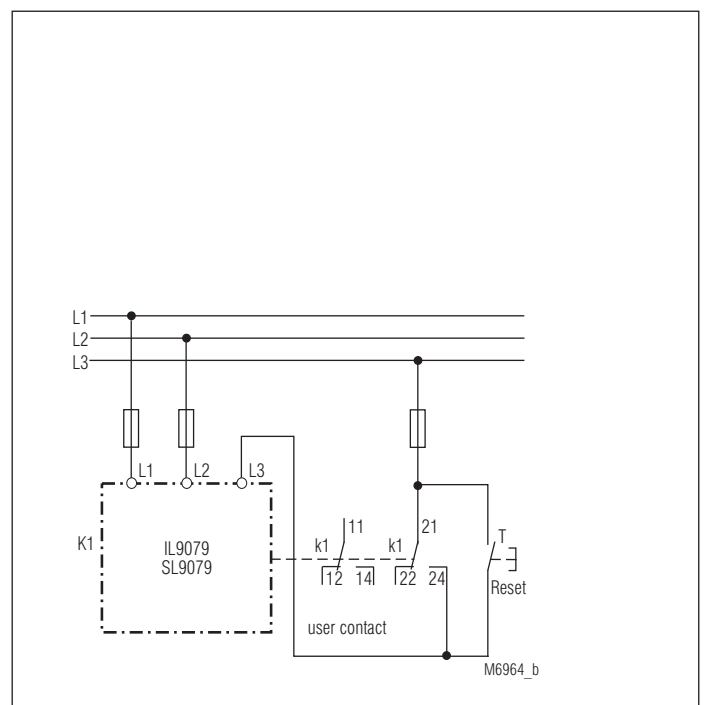 L1
L2
L3
L1 L2 L3
K1
IL9079
SL9079
k1 11
12 14
k1 21
22 24
T
Reset
user contact
M6964_b